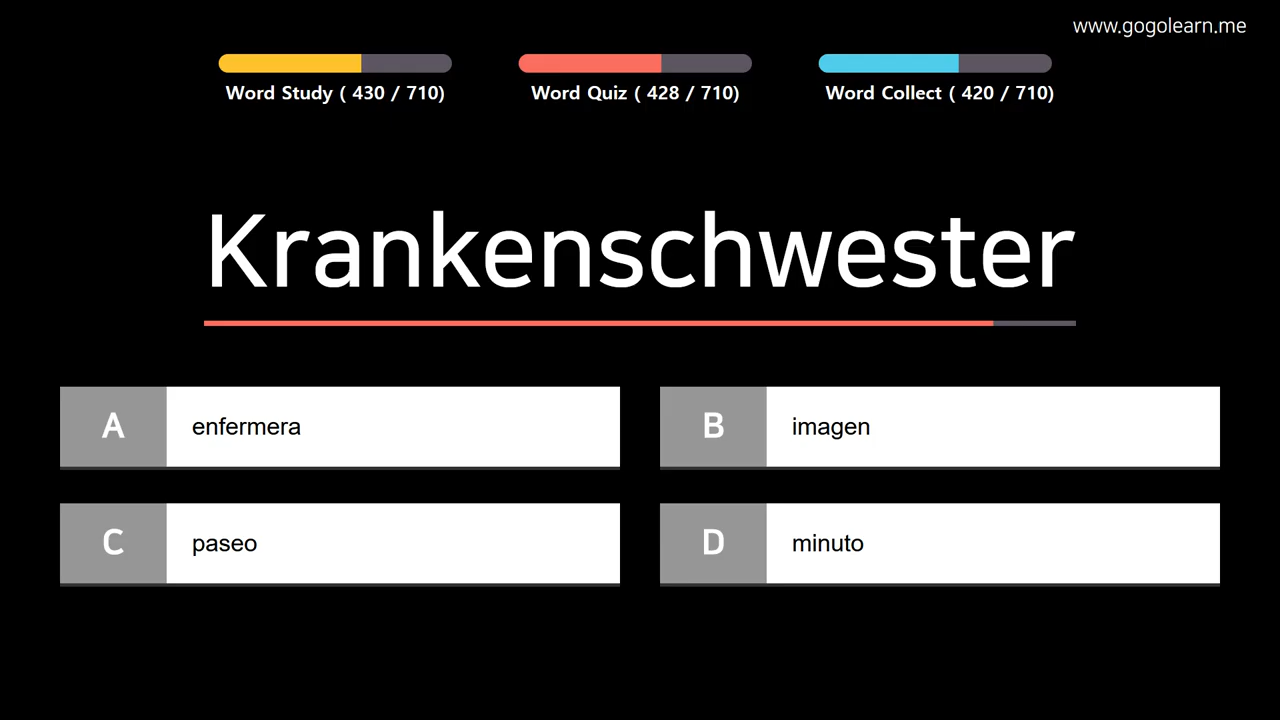 www.gogolearn.me
Word Study ( 430 / 710)
Word Quiz ( 428 / 710)
Word Collect ( 420 / 710)
Krankenschwester
A enfermera
B imagen
C paseo
D minuto